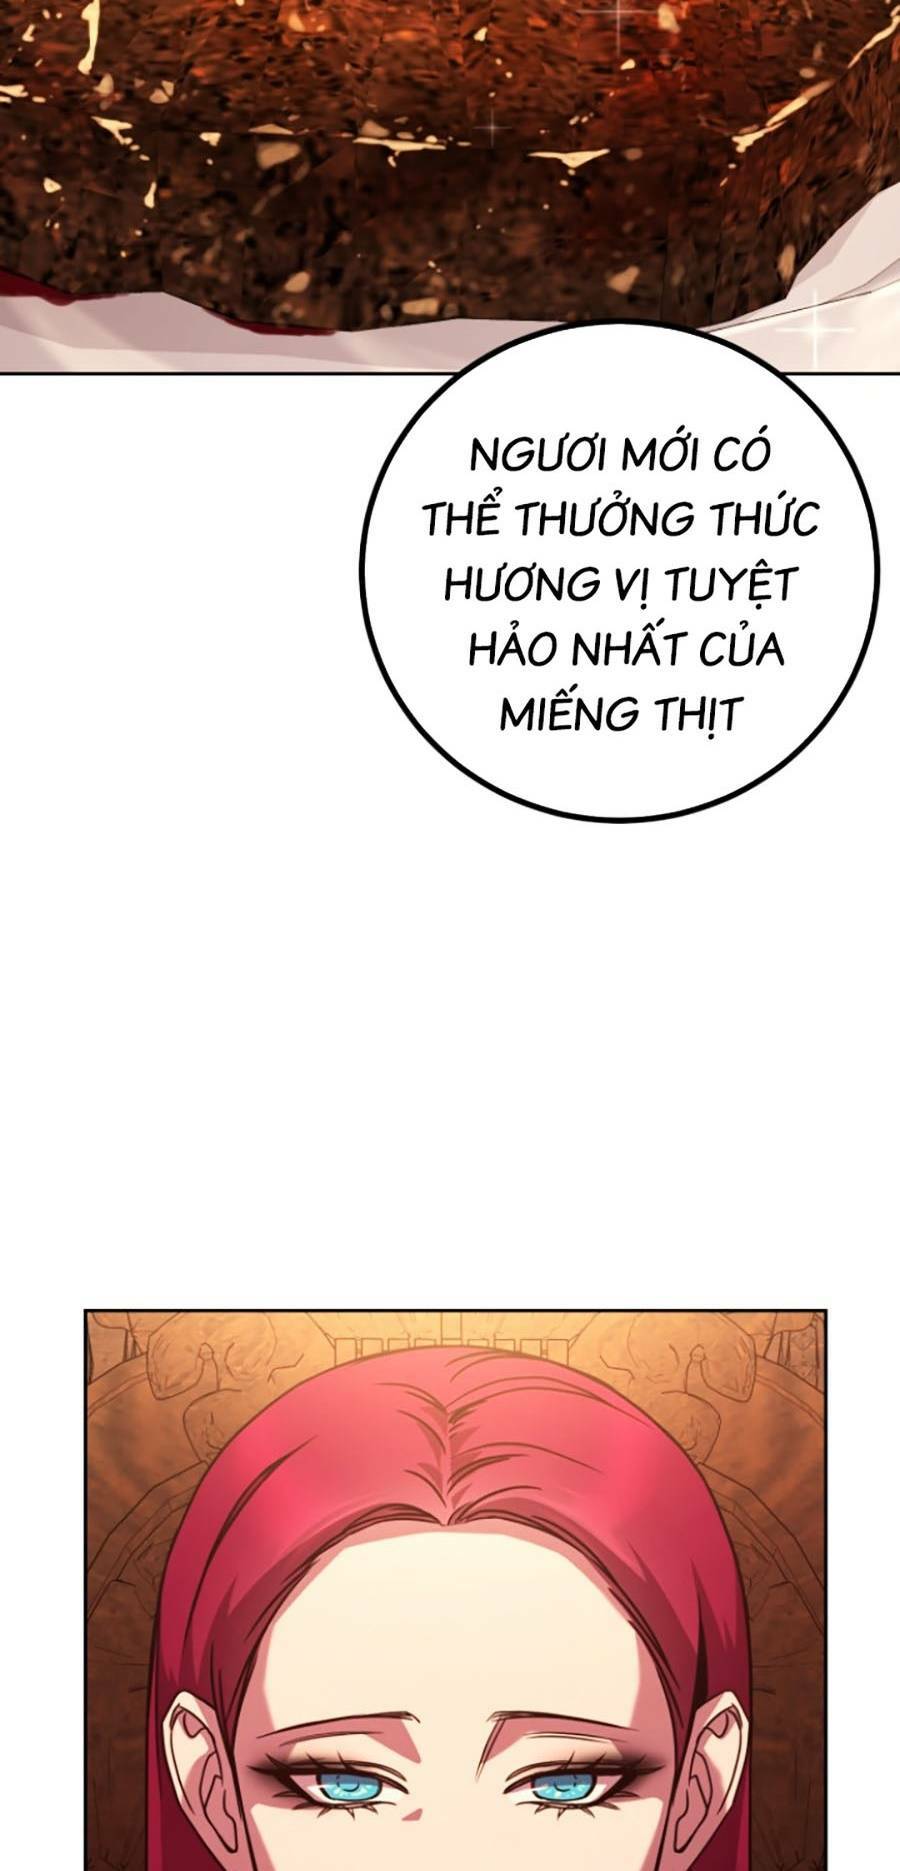 NGƯƠI MỚI CÓ
THỂ THƯỞNG THỨC
HƯƠNG VỊ TUYỆT
HẢO NHẤT CỦA
MIẾNG THỊT